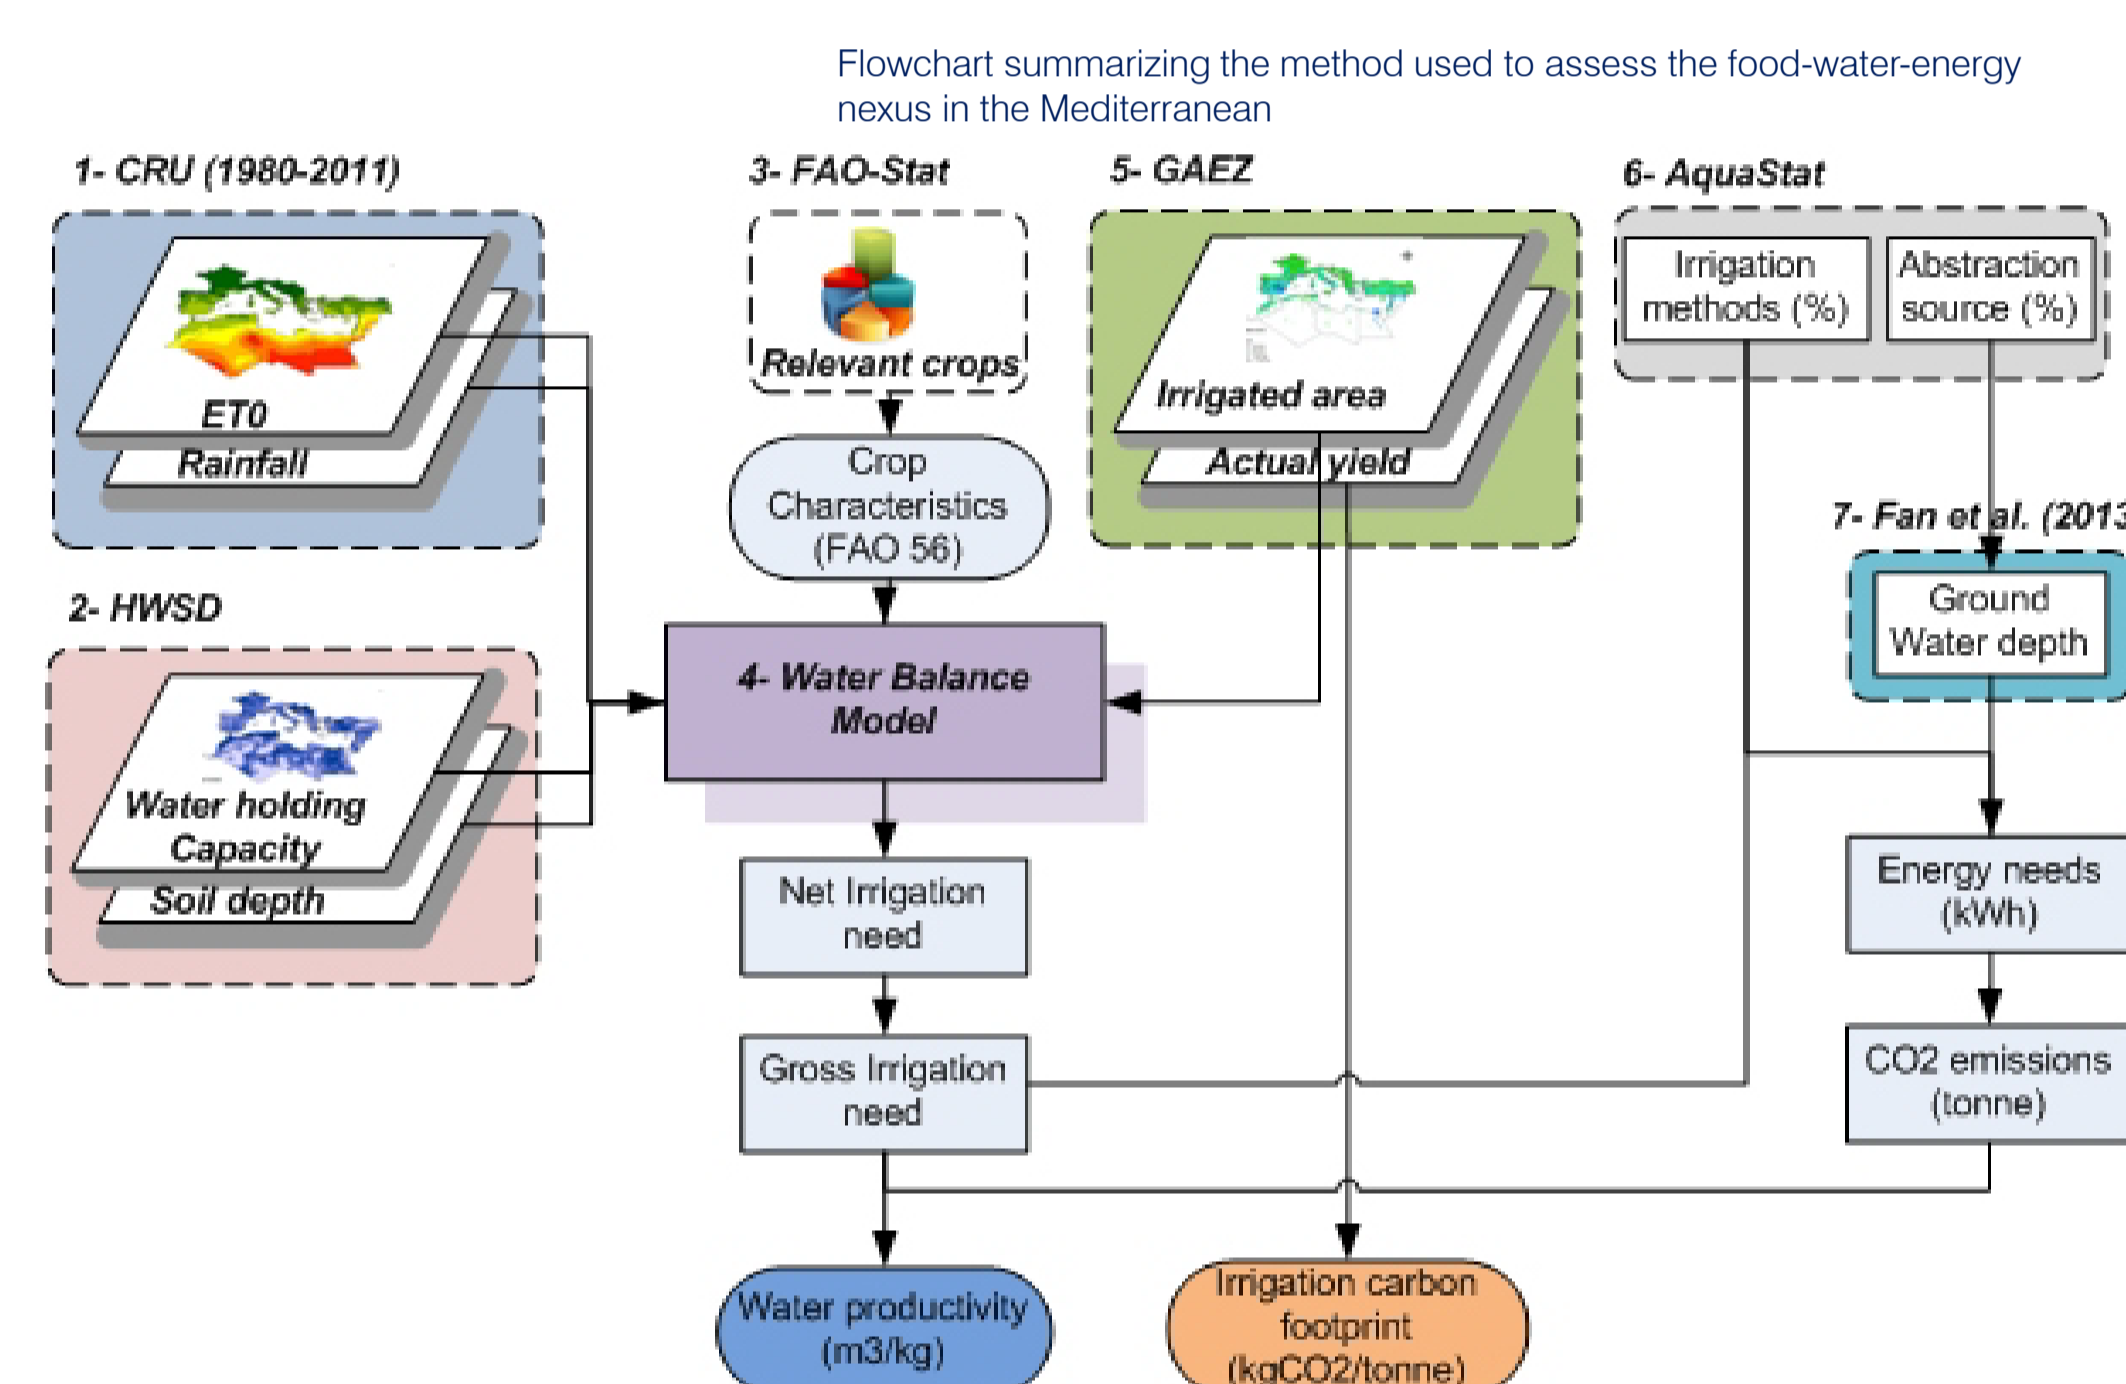 Flowchart summarizing the method used to assess the food-water-energy
nexus in the Mediterranean
1- CRU (1980-2011)
ET0
Rainfall
2- HWSD
Water holding
Capacity
Soil depth
3- FAO-Stat
Relevant crops
Crop
Characteristics
(FAO 56)
4- Water Balance
Model
Net Irrigation
need
Gross Irrigation
need
Water productivity
(m3/kg)
5- GAEZ
Irrigated area
Actual yield
Irrigation carbon
footprint
(kgCO2/tonne)
6- AquaStat
Irrigation
methods (%)
Abstraction
source (%)
7- Fan et al. (2013
Ground
Water depth
Energy needs
(kWh)
CO2 emissions
(tonne)